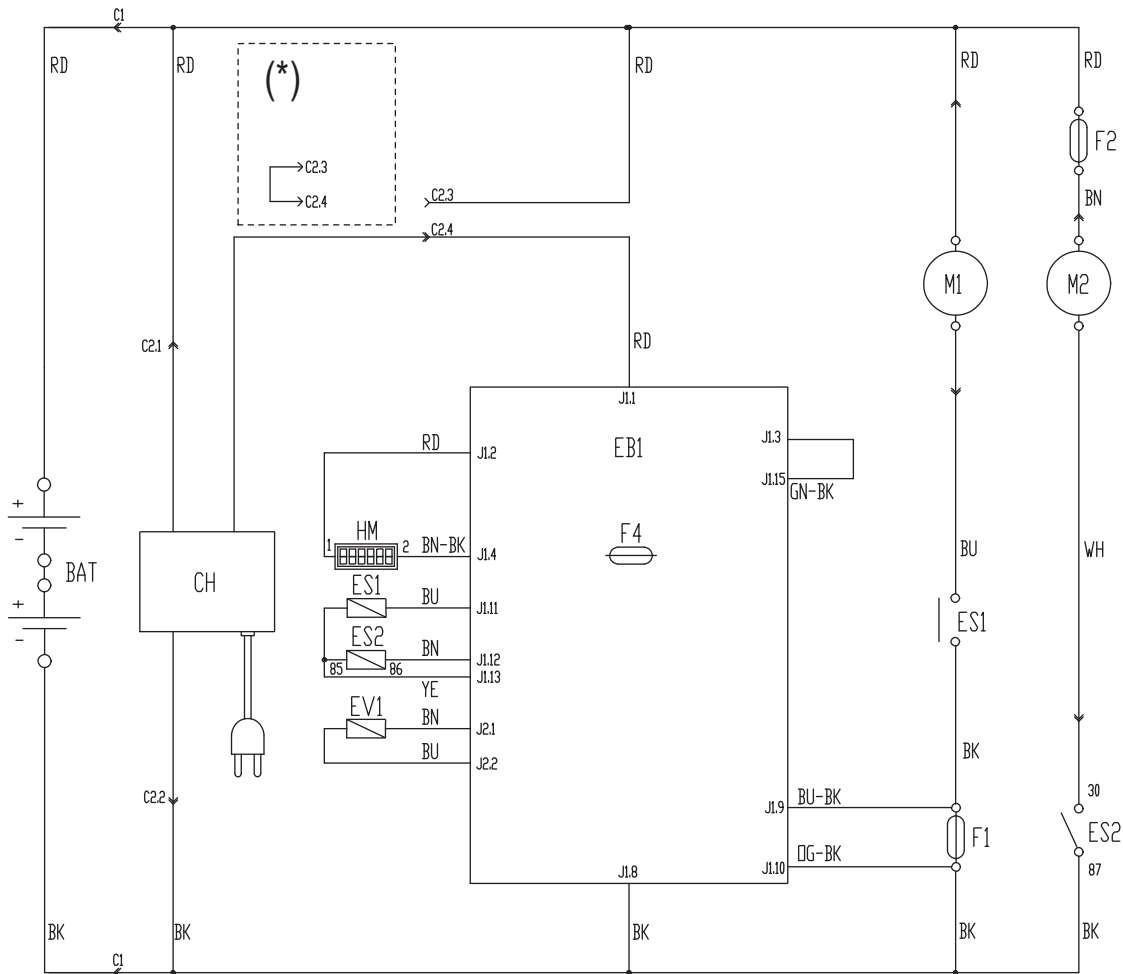 C1
RD
RD
(*)
RD
RD
RD
F2
C2.3
C2.4
C2.3
C2.4
BN
M1
M2
C2.1
RD
J1.1
RD
J1.2
EB1
J1.3
J1.15
GN-BK
HM
1
2
BN-BK
J1.4
F4
+
-
BAT
+
-
CH
ES1
BU
J1.11
ES2
BN
J1.12
85
86
J1.13
YE
EV1
BN
J2.1
BU
J2.2
BU
WH
ES1
BK
C2.2
J1.9
BU-BK
30
F1
ES2
OG-BK
J1.10
87
J1.8
BK
BK
BK
BK
BK
C1